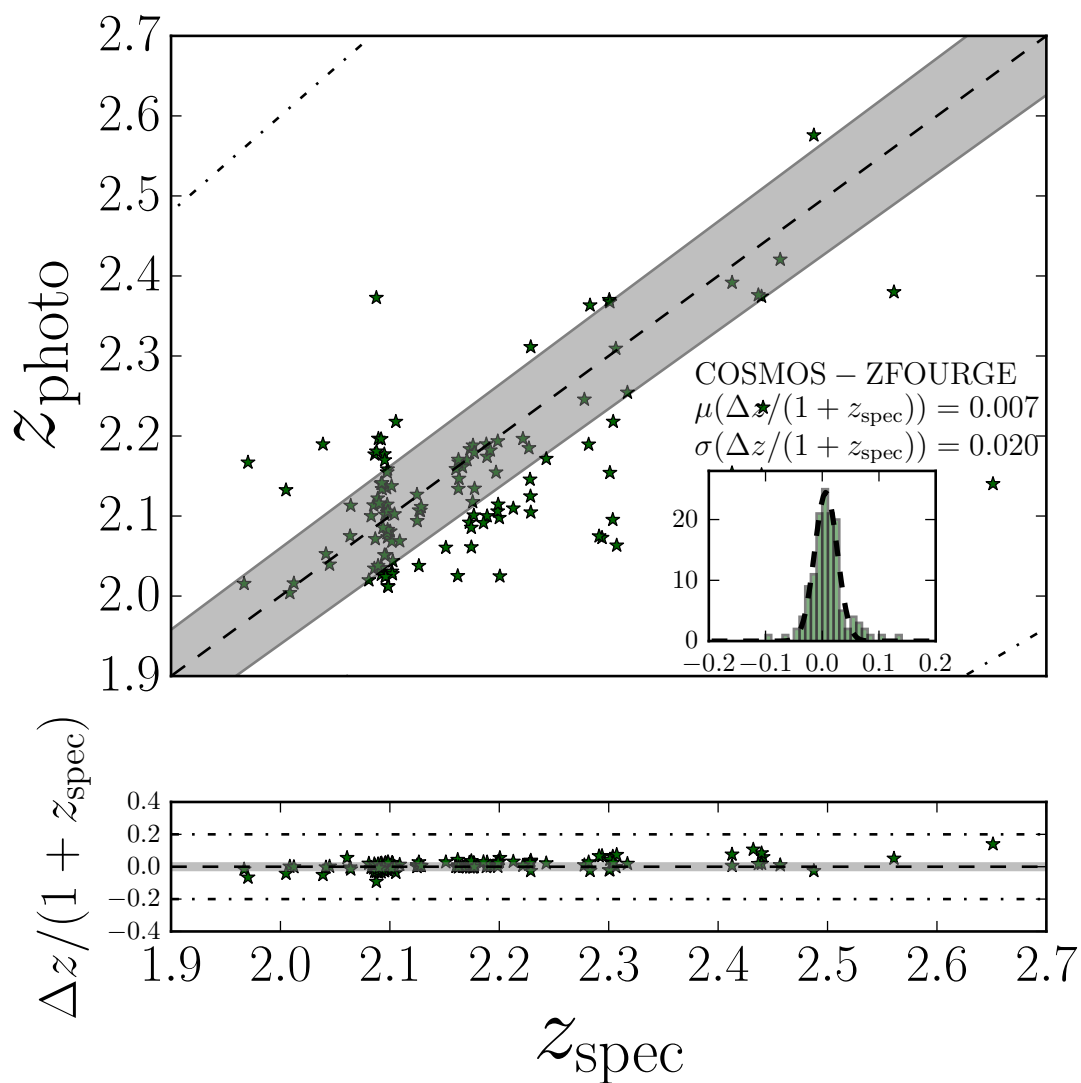 2.7
2.6
2.5
2.4
2.3
2.2
2.1
2.0
1.9
z_photo
COSMOS – ZFOURGE
μ(Δz/(1 + z_spec)) = 0.007
σ(Δz/(1 + z_spec)) = 0.020
20
10
0
−0.2 −0.1 0.0 0.1 0.2
Δz/(1 + z_spec)
0.4
0.2
0.0
−0.2
−0.4
1.9 2.0 2.1 2.2 2.3 2.4 2.5 2.6 2.7
z_spec